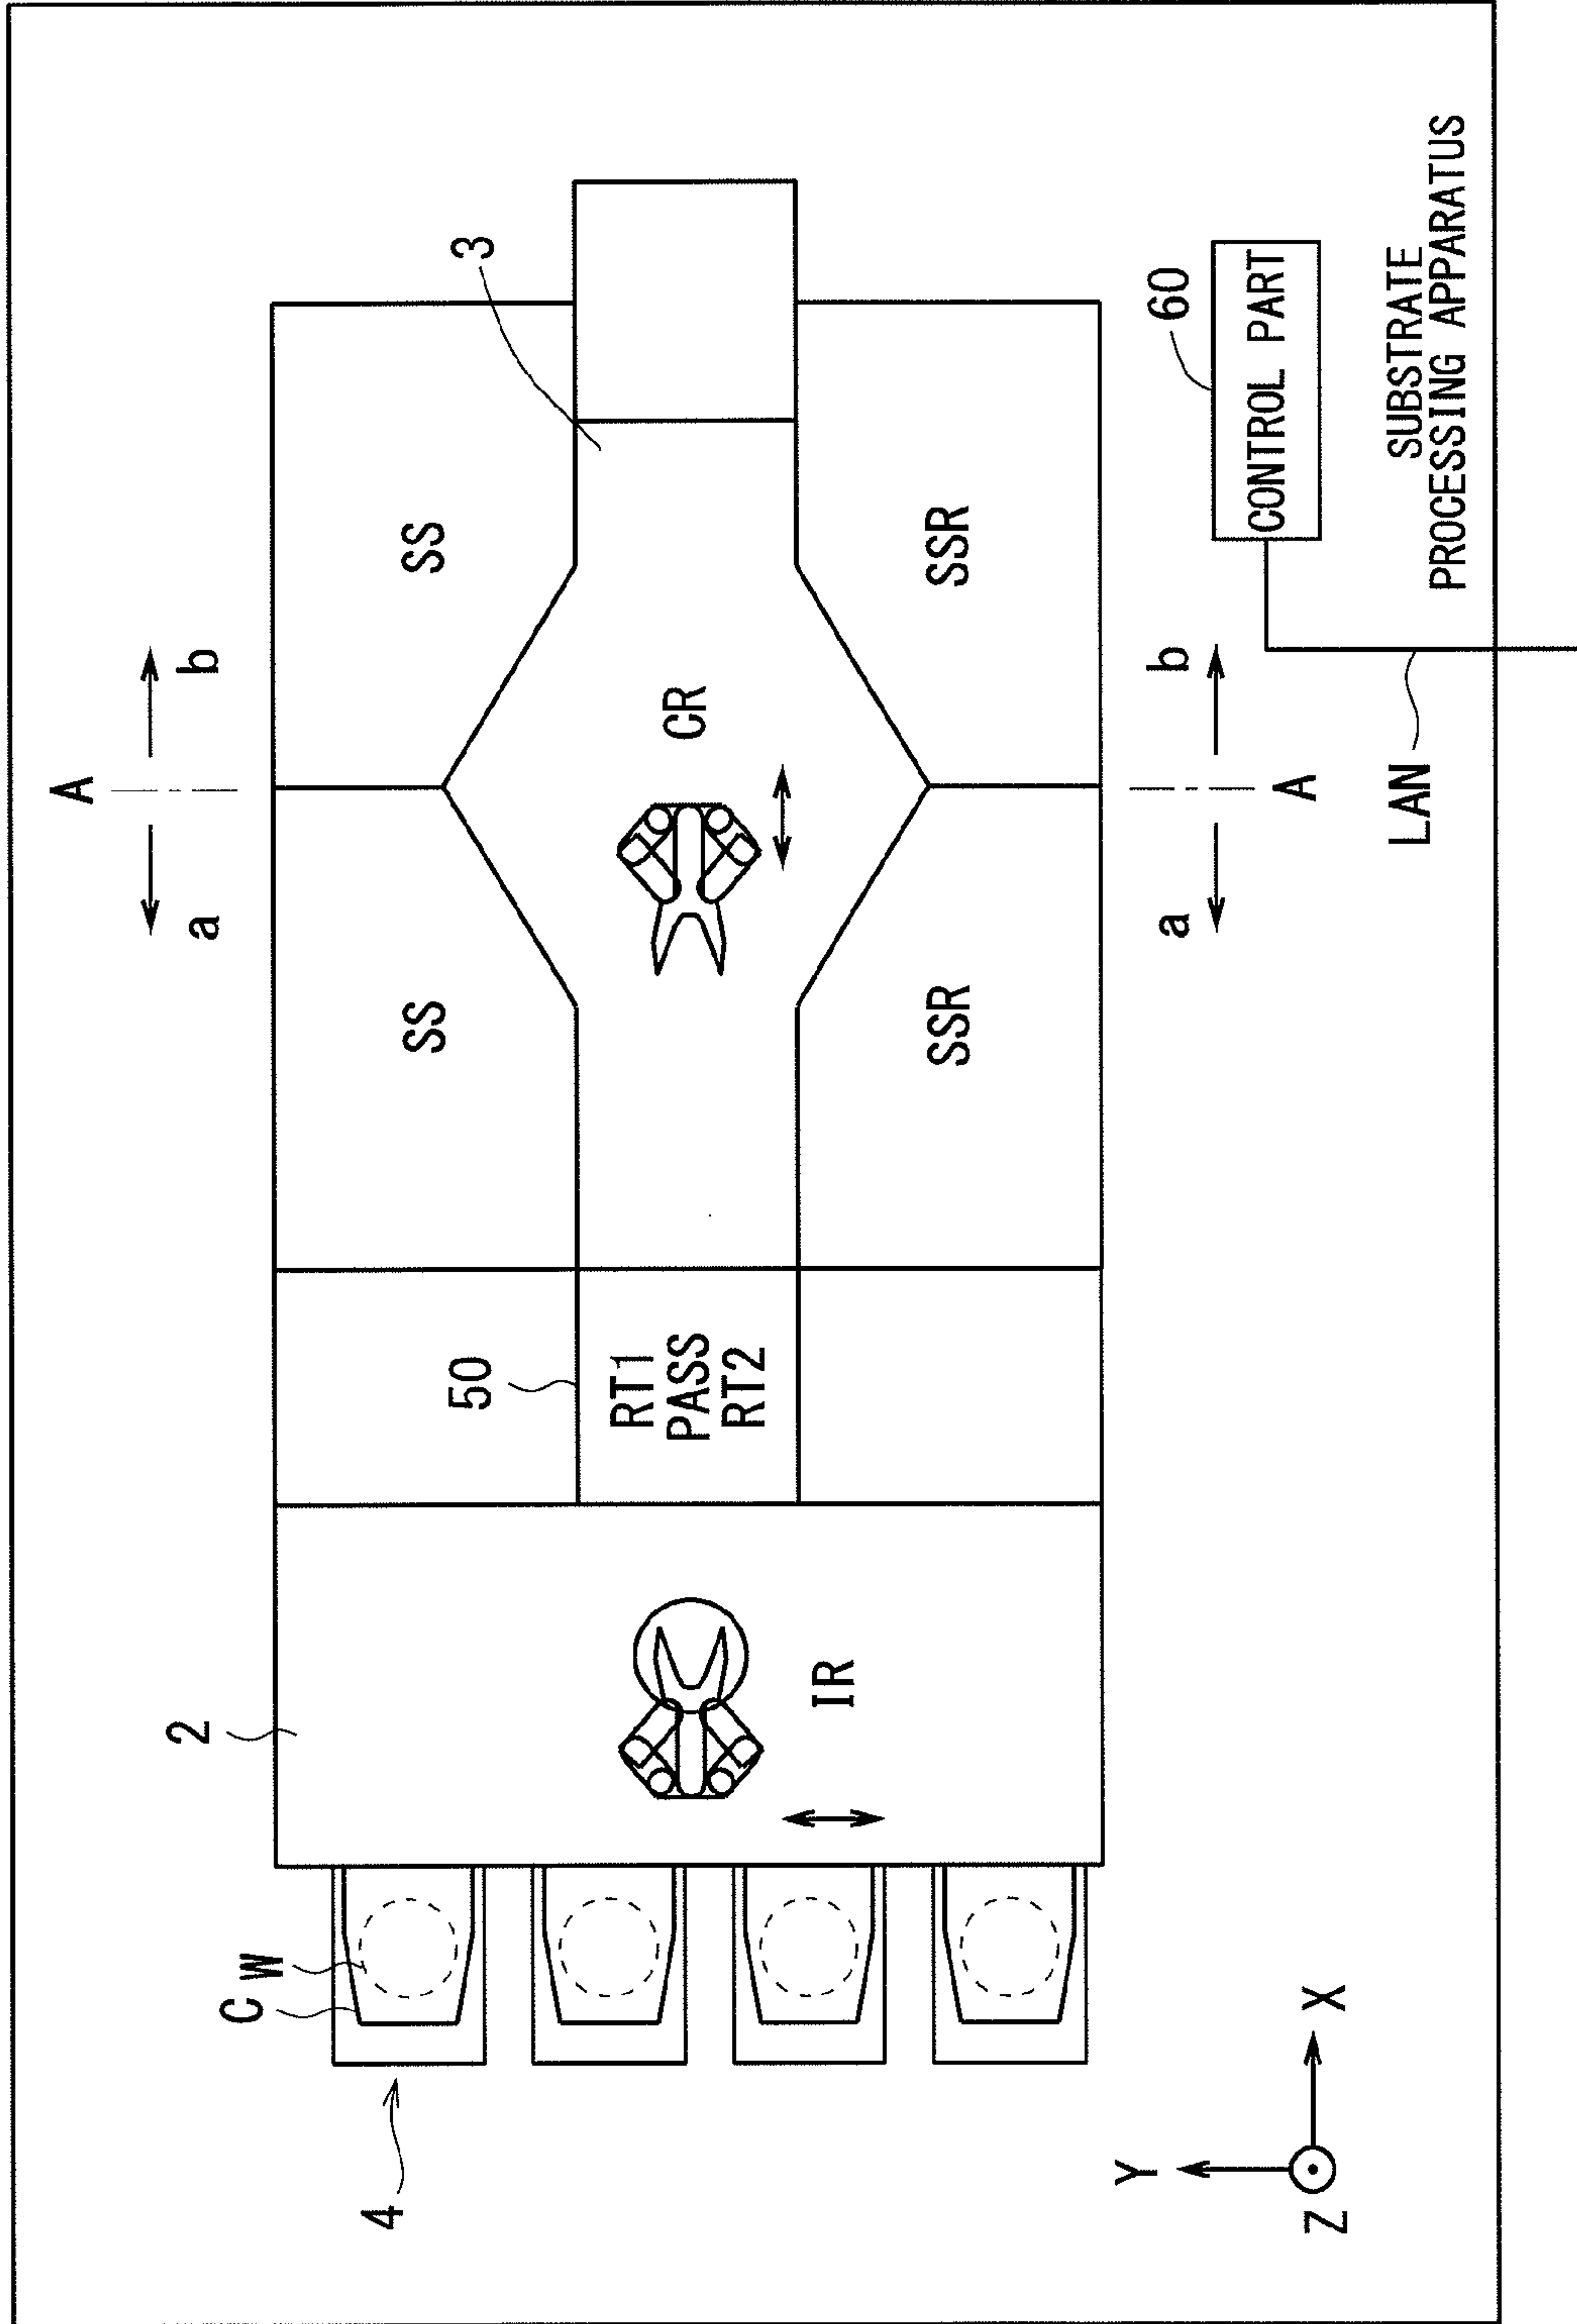 A
2
a
b
C
W
4
SS
SS
50
3
RT1
PASS
RT2
CR
IR
SSR
SSR
Y
a
b
60
CONTROL PART
A
Z
X
LAN
SUBSTRATE
PROCESSING APPARATUS